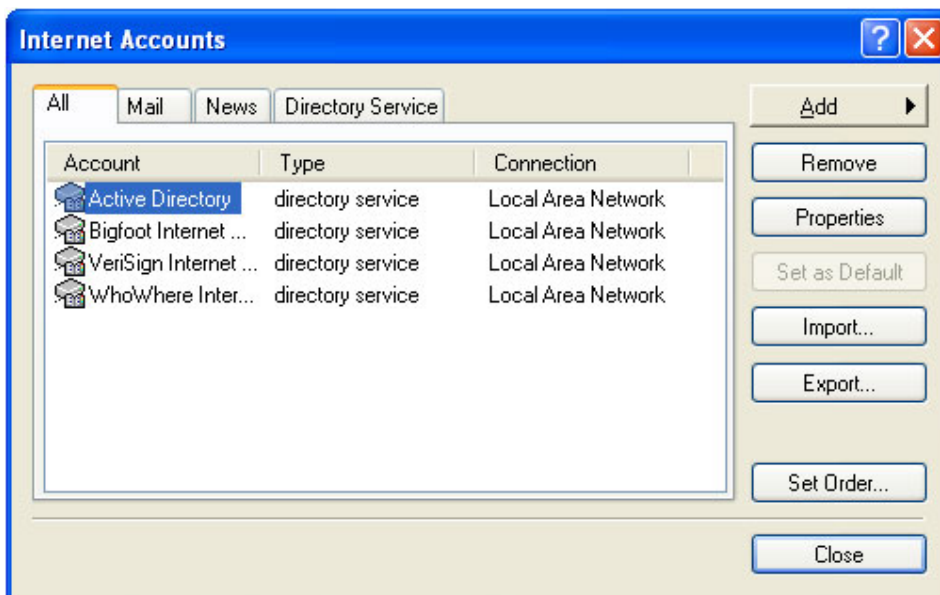 Internet Accounts
All Mail News Directory Service
Account Type Connection
Active Directory directory service Local Area Network
Bigfoot Internet ... directory service Local Area Network
VeriSign Internet ... directory service Local Area Network
WhoWhere Inter... directory service Local Area Network
Add
Remove
Properties
Set as Default
Import...
Export...
Set Order...
Close